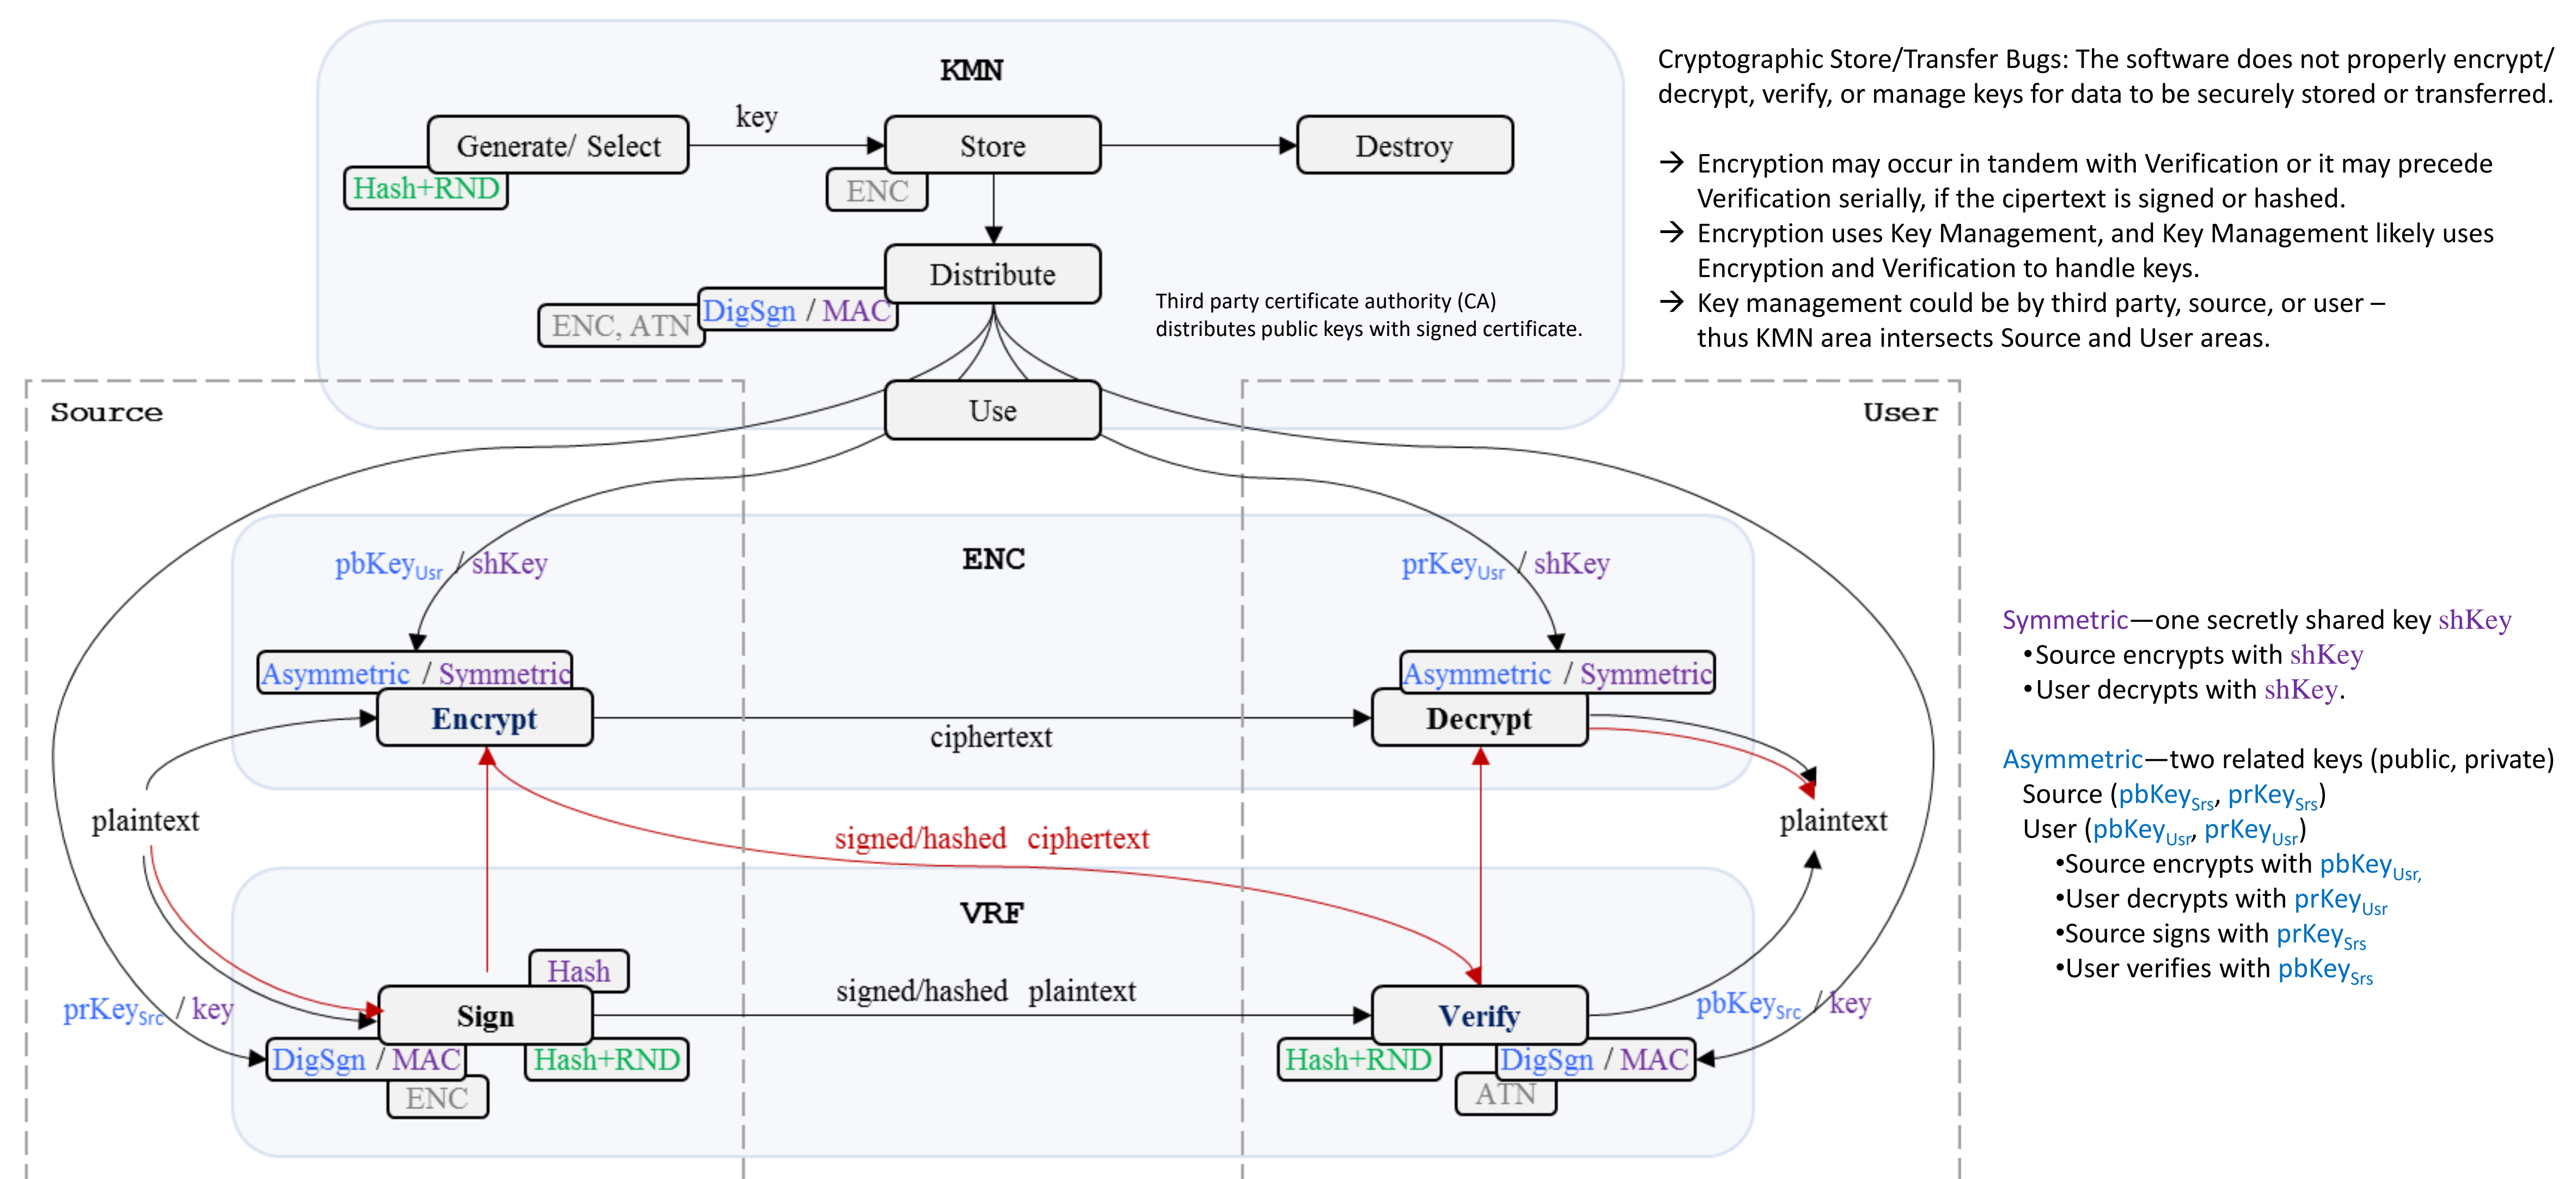 KMN
key
Generate/ Select
Store
Destroy
Hash+RND
ENC
Distribute
DigSgn / MAC
ENC, ATN
Third party certificate authority (CA)
distributes public keys with signed certificate.
Use
Source
User
Cryptographic Store/Transfer Bugs: The software does not properly encrypt/
decrypt, verify, or manage keys for data to be securely stored or transferred.
→ Encryption may occur in tandem with Verification or it may precede
Verification serially, if the cipertext is signed or hashed.
→ Encryption uses Key Management, and Key Management likely uses
Encryption and Verification to handle keys.
→ Key management could be by third party, source, or user –
thus KMN area intersects Source and User areas.
ENC
pbKeyUsr / shKey
prKeyUsr / shKey
Asymmetric / Symmetric
Asymmetric / Symmetric
Encrypt
Decrypt
ciphertext
plaintext
plaintext
signed/hashed ciphertext
VRF
Hash
Sign
signed/hashed plaintext
Verify
prKeySrc / key
pbKeySrc / key
DigSgn / MAC
Hash+RND
Hash+RND
DigSgn / MAC
ENC
ATN
Symmetric—one secretly shared key shKey
•Source encrypts with shKey
•User decrypts with shKey.
Asymmetric—two related keys (public, private)
Source (pbKeySrs, prKeySrs)
User (pbKeyUsr, prKeyUsr)
•Source encrypts with pbKeyUsr,
•User decrypts with prKeyUsr
•Source signs with prKeySrs
•User verifies with pbKeySrs